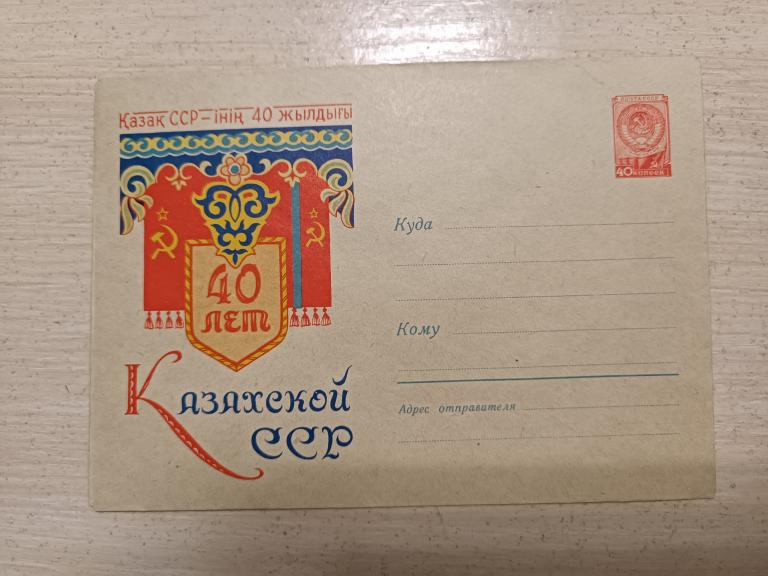 Қазақ ССР-інің 40 жылдығы
ПОЧТА СССР
40 КОПЕЕК
40
ЛЕТ
Казахской
ССР
Куда
Кому
Адрес отправителя